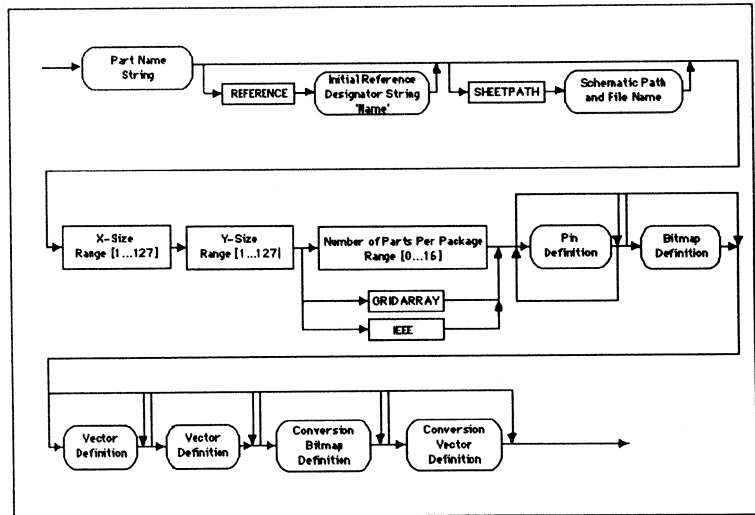 Part Name
String
REFERENCE
Initial Reference
Designator String
'Name'
SHEETPATH
Schematic Path
and File Name
X-Size
Range [1...127]
Y-Size
Range [1...127|
Number of Parts Per Package
Range [0...16]
GRIDARRAY
IEEE
Pin
Definition
Bitmap
Definition
Vector
Definition
Vector
Definition
Conversion
Bitmap
Definition
Conversion
Vector
Definition